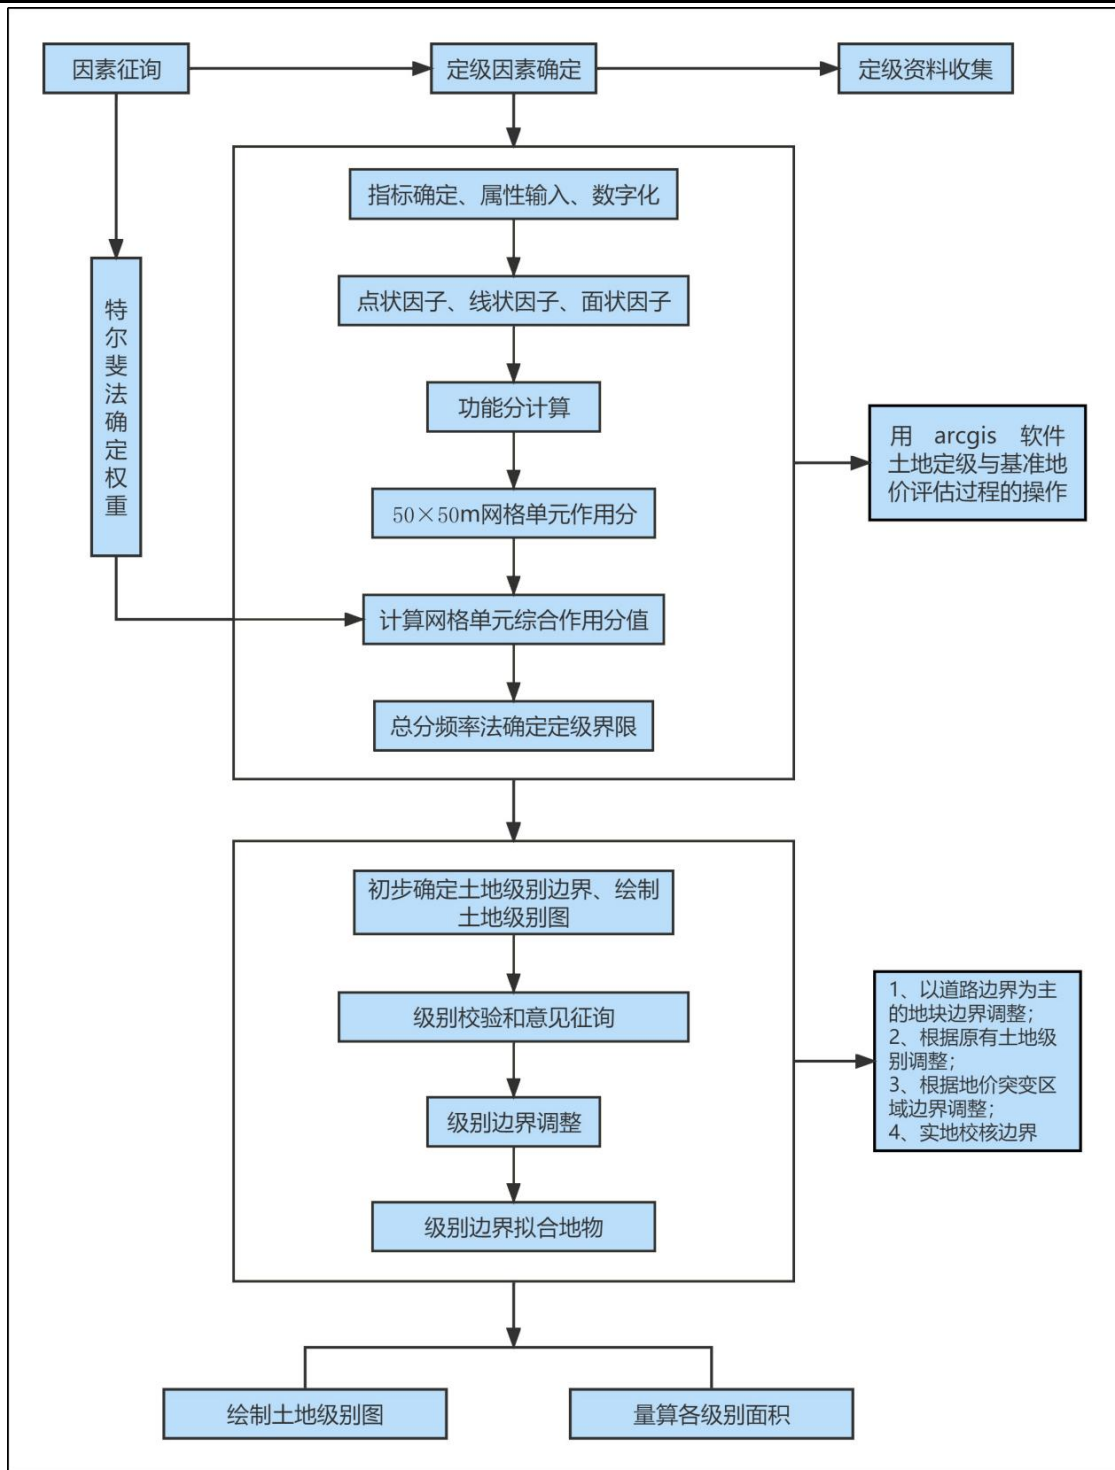 因素征询
定级因素确定
定级资料收集
指标确定、属性输入、数字化
点状因子、线状因子、面状因子
特
尔
斐
法
确
定
权
重
功能分计算
用 arcgis 软件
土地定级与基准地
价评估过程的操作
50×50m网格单元作用分
计算网格单元综合作用分值
总分频率法确定定级界限
初步确定土地级别边界、绘制
土地级别图
级别校验和意见征询
级别边界调整
级别边界拟合地物
1、以道路边界为主
的地块边界调整；
2、根据原有土地级
别调整；
3、根据地价突变区
域边界调整；
4、实地校核边界
绘制土地级别图
量算各级别面积